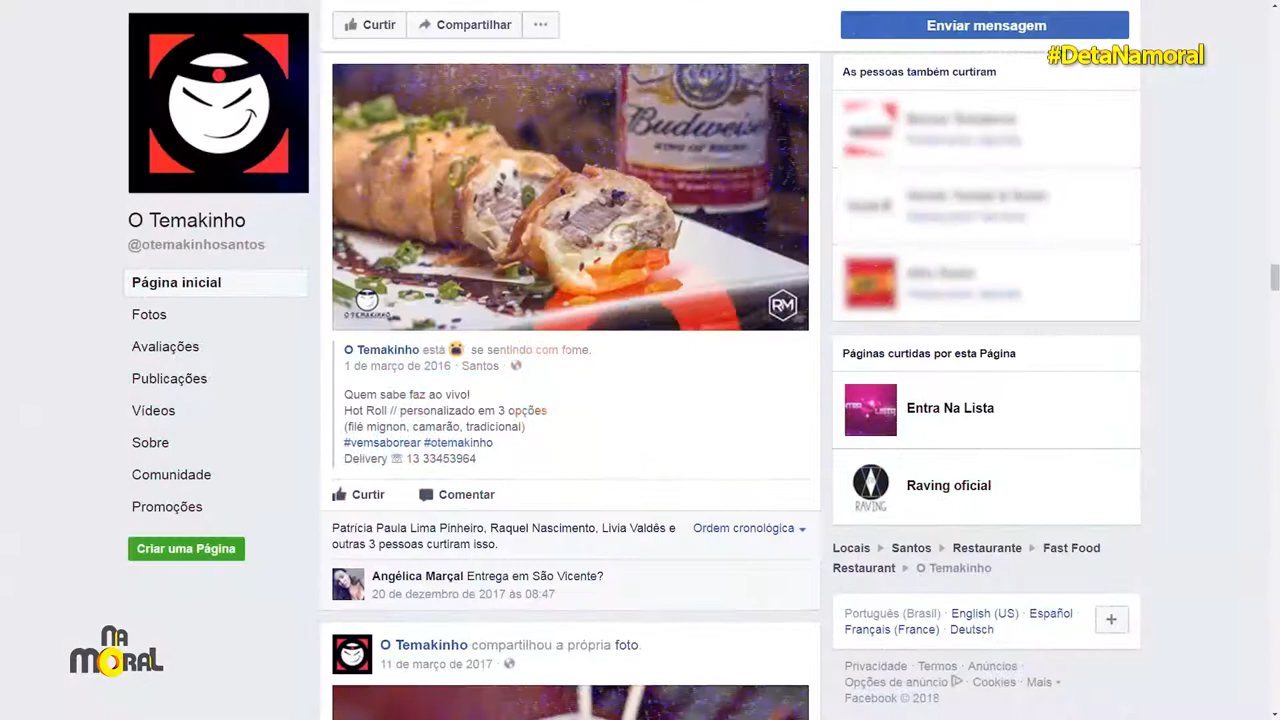 Curtir
Compartilhar
Enviar mensagem
#DetaNamoral
As pessoas também curtiram
Budweiser
KING OF BEERS
O TEMAKINHO
RM
O Temakinho
@otemakinhosantos
Página inicial
Fotos
Avaliações
Publicações
Vídeos
Sobre
Comunidade
Promoções
Criar uma Página
O Temakinho está se sentindo com fome.
1 de março de 2016 · Santos ·
Quem sabe faz ao vivo!
Hot Roll // personalizado em 3 opções
(filé mignon, camarão, tradicional)
#vemsaborear #otemakinho
Delivery ☏ 13 33453964
Curtir
Comentar
Patrícia Paula Lima Pinheiro, Raquel Nascimento, Livia Valdês e
outras 3 pessoas curtiram isso.
Ordem cronológica
Angélica Marçal Entrega em São Vicente?
20 de dezembro de 2017 às 08:47
O Temakinho compartilhou a própria foto.
11 de março de 2017 ·
Páginas curtidas por esta Página
Entra Na Lista
RAVING
Raving oficial
Locais
Santos
Restaurante
Fast Food
Restaurant
O Temakinho
Português (Brasil) · English (US) · Español ·
Français (France) · Deutsch
Privacidade · Termos · Anúncios ·
Opções de anúncio · Cookies · Mais
Facebook © 2018
NA
MORAL